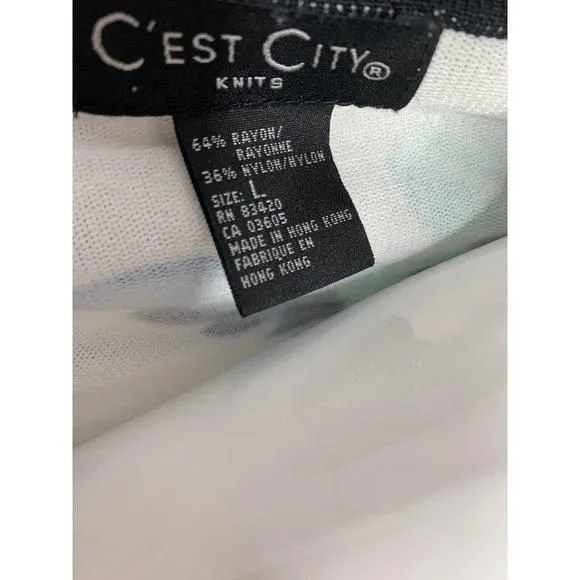 C'EST CITY®
KNITS
64% RAYON/
RAYONNE
36% NYLON/NYLON
SIZE: L
RN 83420
CA 03605
MADE IN HONG KONG
FABRIQUE EN
HONG KONG